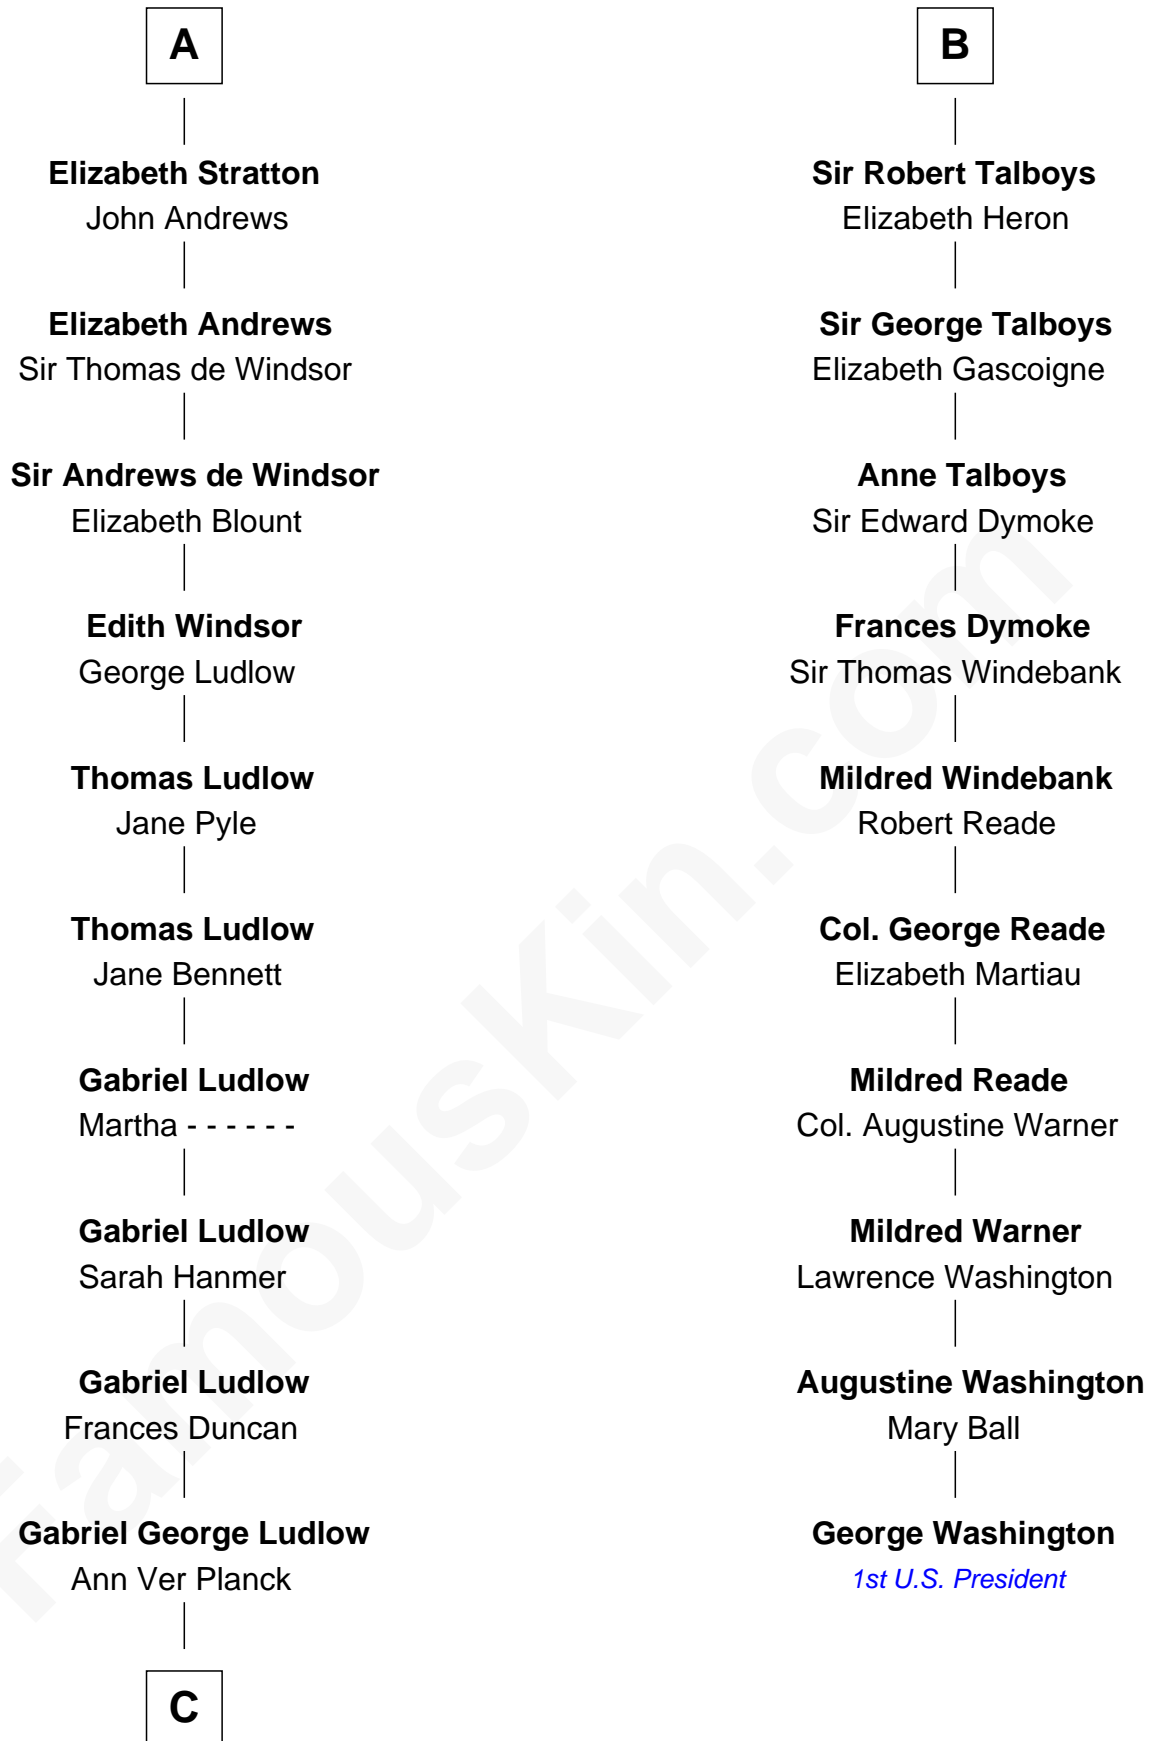 A
Elizabeth Stratton
John Andrews
Elizabeth Andrews
Sir Thomas de Windsor
Sir Andrews de Windsor
Elizabeth Blount
Edith Windsor
George Ludlow
Thomas Ludlow
Jane Pyle
Thomas Ludlow
Jane Bennett
Gabriel Ludlow
Martha - - - - - -
Gabriel Ludlow
Sarah Hanmer
Gabriel Ludlow
Frances Duncan
Gabriel George Ludlow
Ann Ver Planck
C
B
Sir Robert Talboys
Elizabeth Heron
Sir George Talboys
Elizabeth Gascoigne
Anne Talboys
Sir Edward Dymoke
Frances Dymoke
Sir Thomas Windebank
Mildred Windebank
Robert Reade
Col. George Reade
Elizabeth Martiau
Mildred Reade
Col. Augustine Warner
Mildred Warner
Lawrence Washington
Augustine Washington
Mary Ball
George Washington
1st U.S. President
FamousKin.com